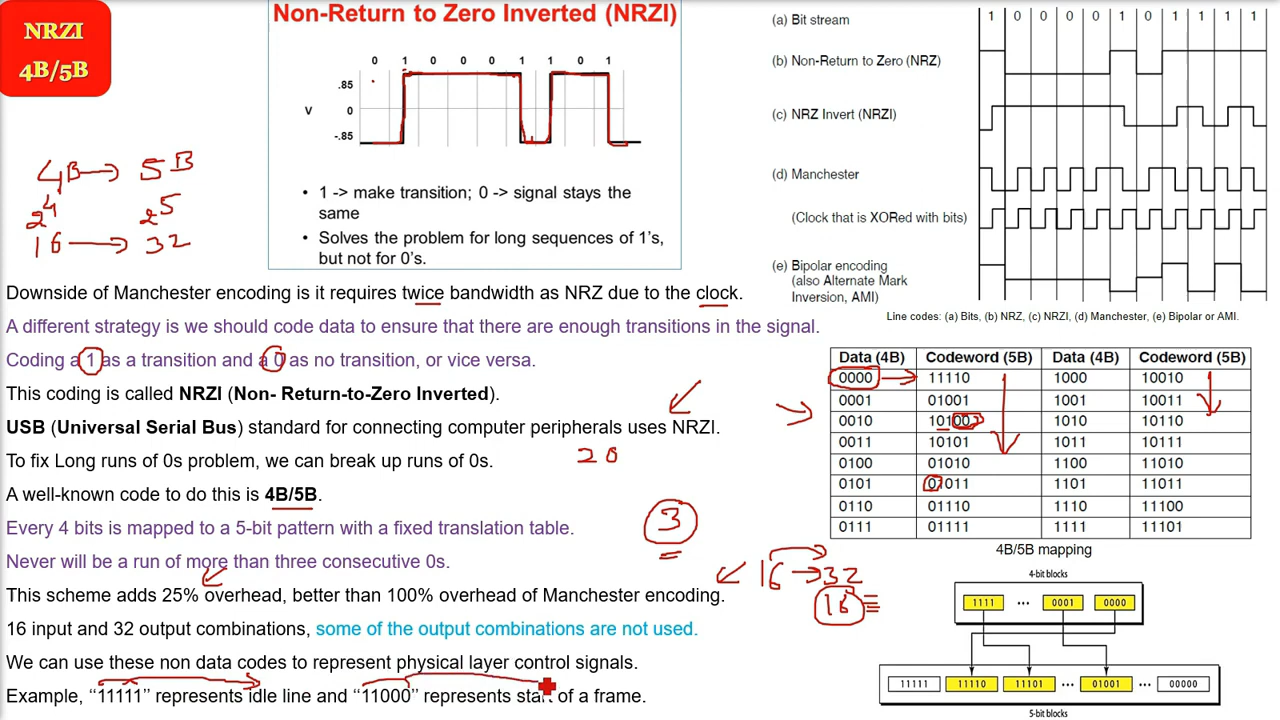 NRZI
4B/5B
Non-Return to Zero Inverted (NRZI)
0 1 0 0 0 1 1 0 1
.85
V 0
-.85
• 1 -> make transition; 0 -> signal stays the
same
• Solves the problem for long sequences of 1's,
but not for 0's.
4B → 5B
2^4 2^5
16 → 32
(a) Bit stream
1 0 0 0 0 1 0 1 1 1 1
(b) Non-Return to Zero (NRZ)
(c) NRZ Invert (NRZI)
(d) Manchester
(Clock that is XORed with bits)
(e) Bipolar encoding
(also Alternate Mark
Inversion, AMI)
Line codes: (a) Bits, (b) NRZ, (c) NRZI, (d) Manchester, (e) Bipolar or AMI.
Downside of Manchester encoding is it requires twice bandwidth as NRZ due to the clock.
A different strategy is we should code data to ensure that there are enough transitions in the signal.
Coding a 1 as a transition and a 0 as no transition, or vice versa.
This coding is called NRZI (Non- Return-to-Zero Inverted).
USB (Universal Serial Bus) standard for connecting computer peripherals uses NRZI.
To fix Long runs of 0s problem, we can break up runs of 0s.
20
A well-known code to do this is 4B/5B.
Every 4 bits is mapped to a 5-bit pattern with a fixed translation table.
3
Never will be a run of more than three consecutive 0s.
This scheme adds 25% overhead, better than 100% overhead of Manchester encoding.
16 → 32
16
16 input and 32 output combinations, some of the output combinations are not used.
We can use these non data codes to represent physical layer control signals.
Example, “11111” represents idle line and “11000” represents start of a frame.
Data (4B) Codeword (5B) Data (4B) Codeword (5B)
0000 11110 1000 10010
0001 01001 1001 10011
0010 10100 1010 10110
0011 10101 1011 10111
0100 01010 1100 11010
0101 01011 1101 11011
0110 01110 1110 11100
0111 01111 1111 11101
4B/5B mapping
4-bit blocks
1111 ... 0001 0000
11111 11110 11101 ... 01001 ... 00000
5-bit blocks